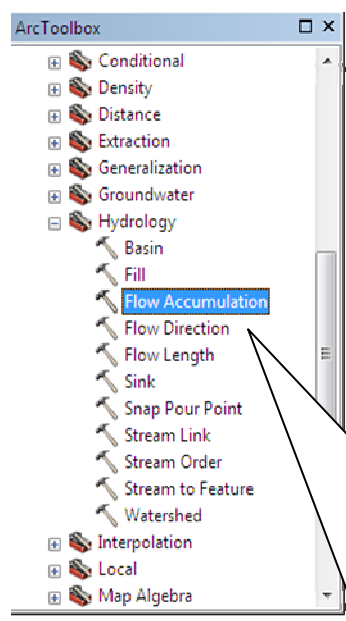 ArcToolbox
Conditional
Density
Distance
Extraction
Generalization
Groundwater
Hydrology
Basin
Fill
Flow Accumulation
Flow Direction
Flow Length
Sink
Snap Pour Point
Stream Link
Stream Order
Stream to Feature
Watershed
Interpolation
Local
Map Algebra